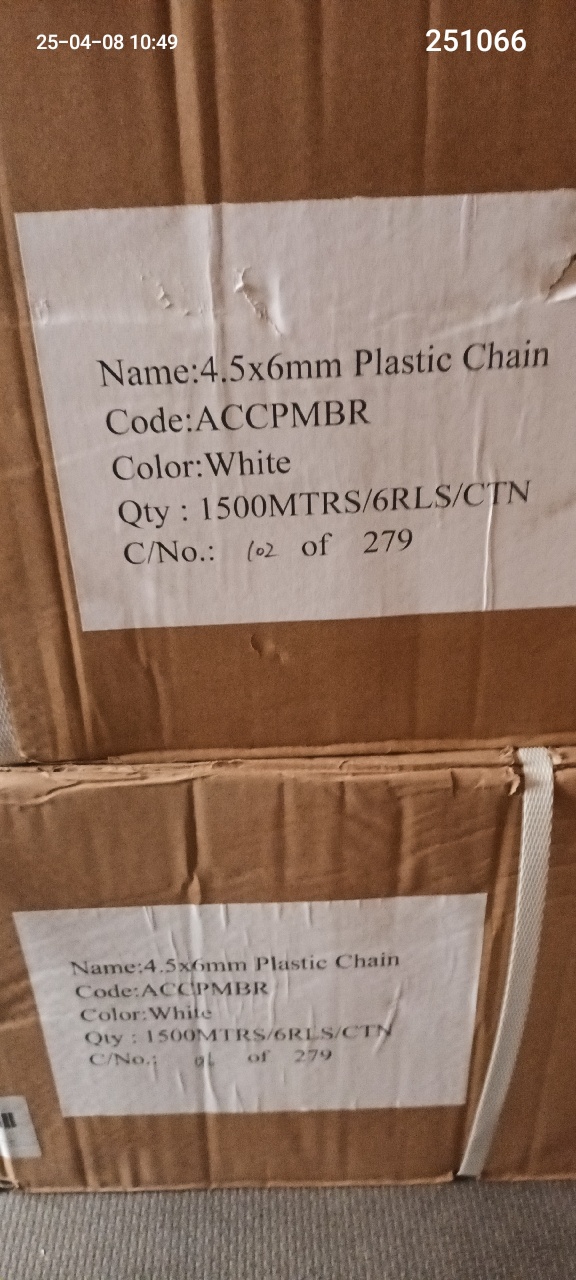 25-04-08 10:49
251066
Name:4.5x6mm Plastic Chain
Code:ACCPMBR
Color:White
Qty : 1500MTRS/6RLS/CTN
C/No.: 102 of 279
Name:4.5x6mm Plastic Chain
Code:ACCPMBR
Color:White
Qty : 1500MTRS/6RLS/CTN
C/No.: of 279